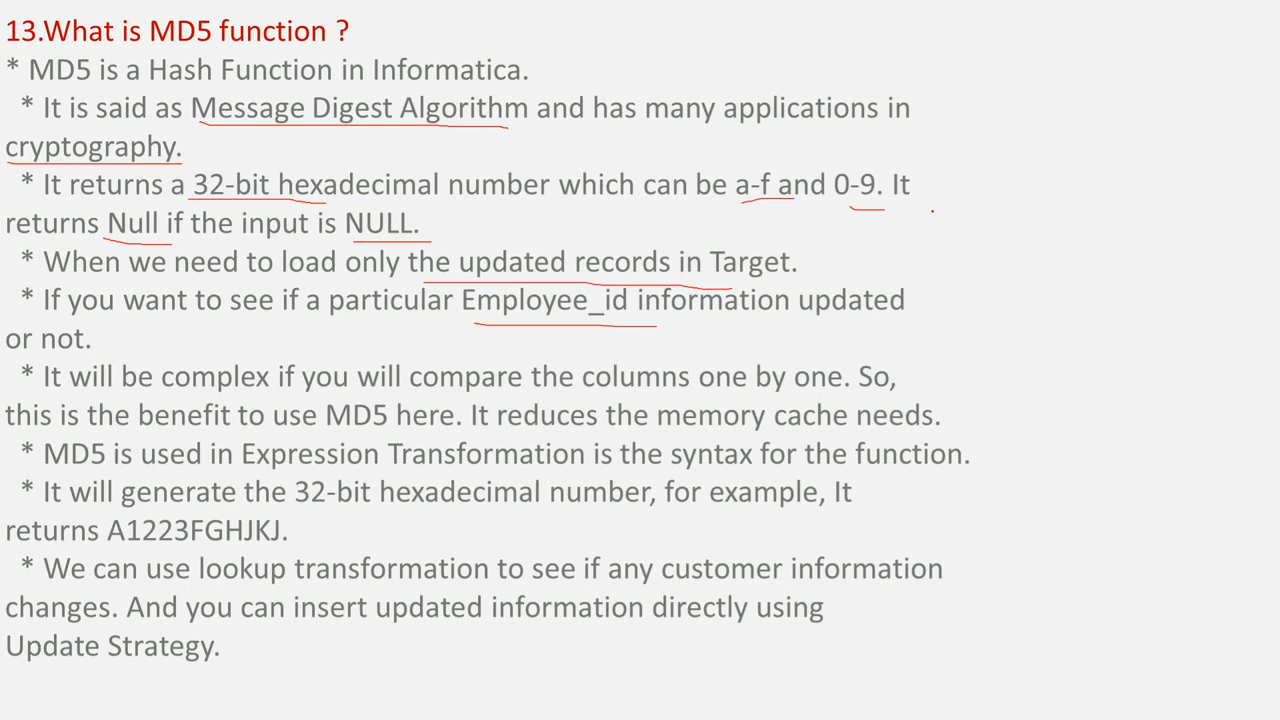 13.What is MD5 function ?
* MD5 is a Hash Function in Informatica.
* It is said as Message Digest Algorithm and has many applications in
cryptography.
* It returns a 32-bit hexadecimal number which can be a-f and 0-9. It
returns Null if the input is NULL.
* When we need to load only the updated records in Target.
* If you want to see if a particular Employee_id information updated
or not.
* It will be complex if you will compare the columns one by one. So,
this is the benefit to use MD5 here. It reduces the memory cache needs.
* MD5 is used in Expression Transformation is the syntax for the function.
* It will generate the 32-bit hexadecimal number, for example, It
returns A1223FGHJKJ.
* We can use lookup transformation to see if any customer information
changes. And you can insert updated information directly using
Update Strategy.